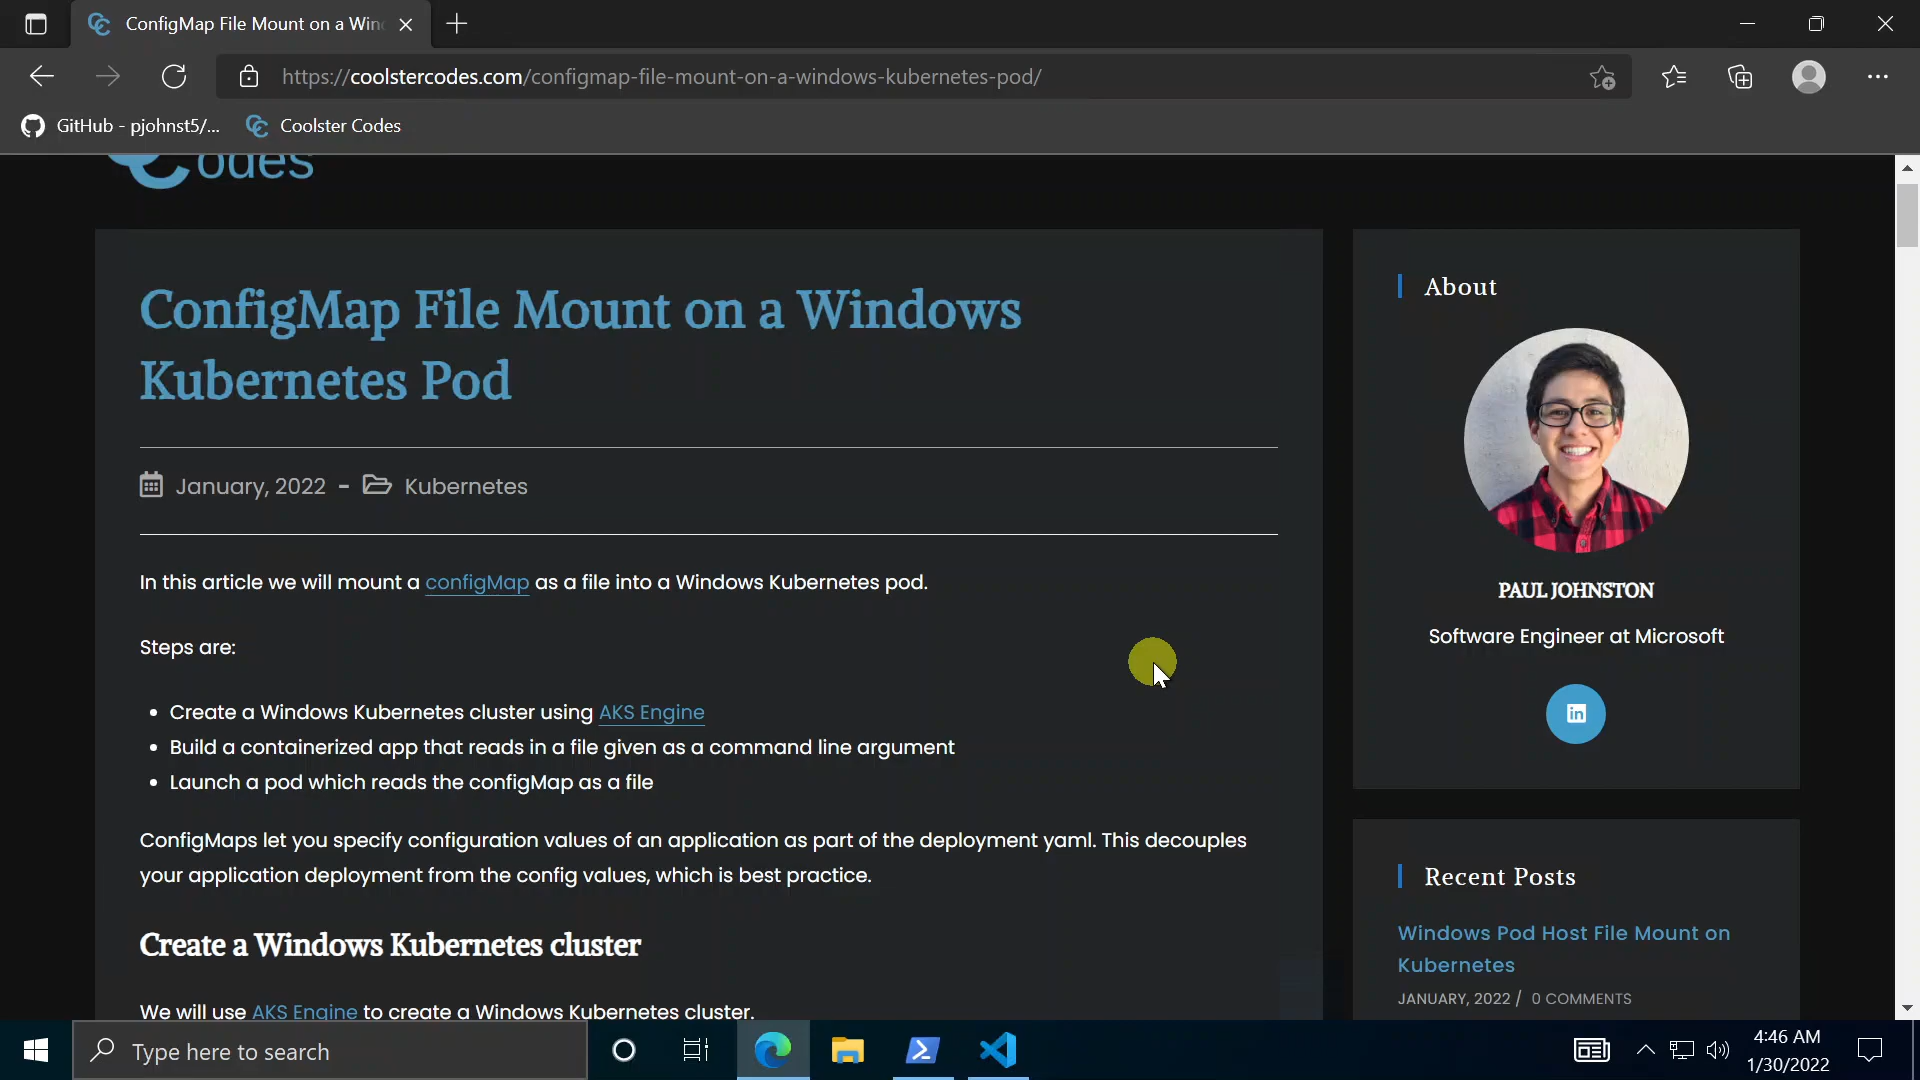 ConfigMap File Mount on a Win
https://coolstercodes.com/configmap-file-mount-on-a-windows-kubernetes-pod/
GitHub - pjohnst5/...
Coolster Codes
odes
ConfigMap File Mount on a Windows
Kubernetes Pod
January, 2022 - Kubernetes
In this article we will mount a configMap as a file into a Windows Kubernetes pod.
Steps are:
• Create a Windows Kubernetes cluster using AKS Engine
• Build a containerized app that reads in a file given as a command line argument
• Launch a pod which reads the configMap as a file
ConfigMaps let you specify configuration values of an application as part of the deployment yaml. This decouples
your application deployment from the config values, which is best practice.
Create a Windows Kubernetes cluster
We will use AKS Engine to create a Windows Kubernetes cluster.
About
PAUL JOHNSTON
Software Engineer at Microsoft
in
Recent Posts
Windows Pod Host File Mount on
Kubernetes
JANUARY, 2022 / 0 COMMENTS
Type here to search
4:46 AM
1/30/2022